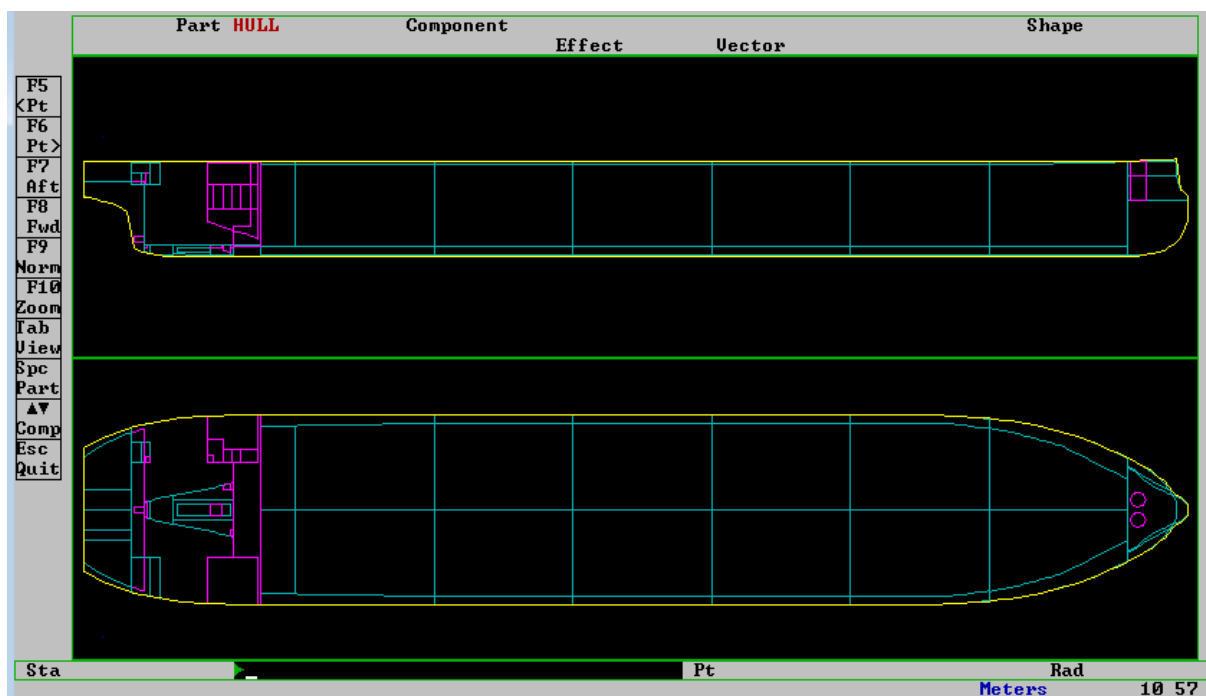 Part HULL Component Shape
Effect Vector
F5
<Pt
F6
Pt>
F7
Aft
F8
Fwd
F9
Norm
F10
Zoom
Tab
View
Spc
Part
▲▼
Comp
Esc
Quit
Sta Pt Rad
Meters 10 57